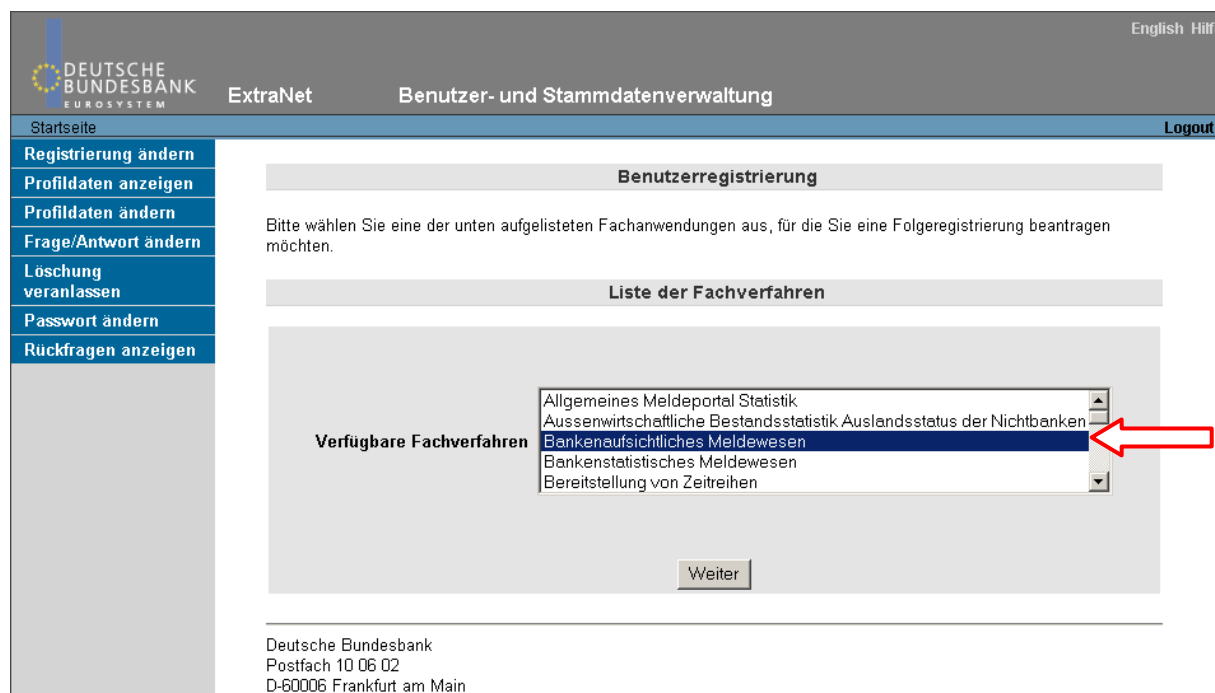 English Hilf
DEUTSCHE
BUNDESBANK
EUROSYSTEM
ExtraNet Benutzer- und Stammdatenverwaltung
Startseite Logout
Registrierung ändern
Profildaten anzeigen
Profildaten ändern
Frage/Antwort ändern
Löschung
veranlassen
Passwort ändern
Rückfragen anzeigen
Benutzerregistrierung
Bitte wählen Sie eine der unten aufgelisteten Fachanwendungen aus, für die Sie eine Folgeregistrierung beantragen
möchten.
Liste der Fachverfahren
Verfügbare Fachverfahren
Allgemeines Meldeportal Statistik
Aussenwirtschaftliche Bestandsstatistik Auslandsstatus der Nichtbanken
Bankenaufsichtliches Meldewesen
Bankenstatistisches Meldewesen
Bereitstellung von Zeitreihen
Weiter
Deutsche Bundesbank
Postfach 10 06 02
D-60006 Frankfurt am Main